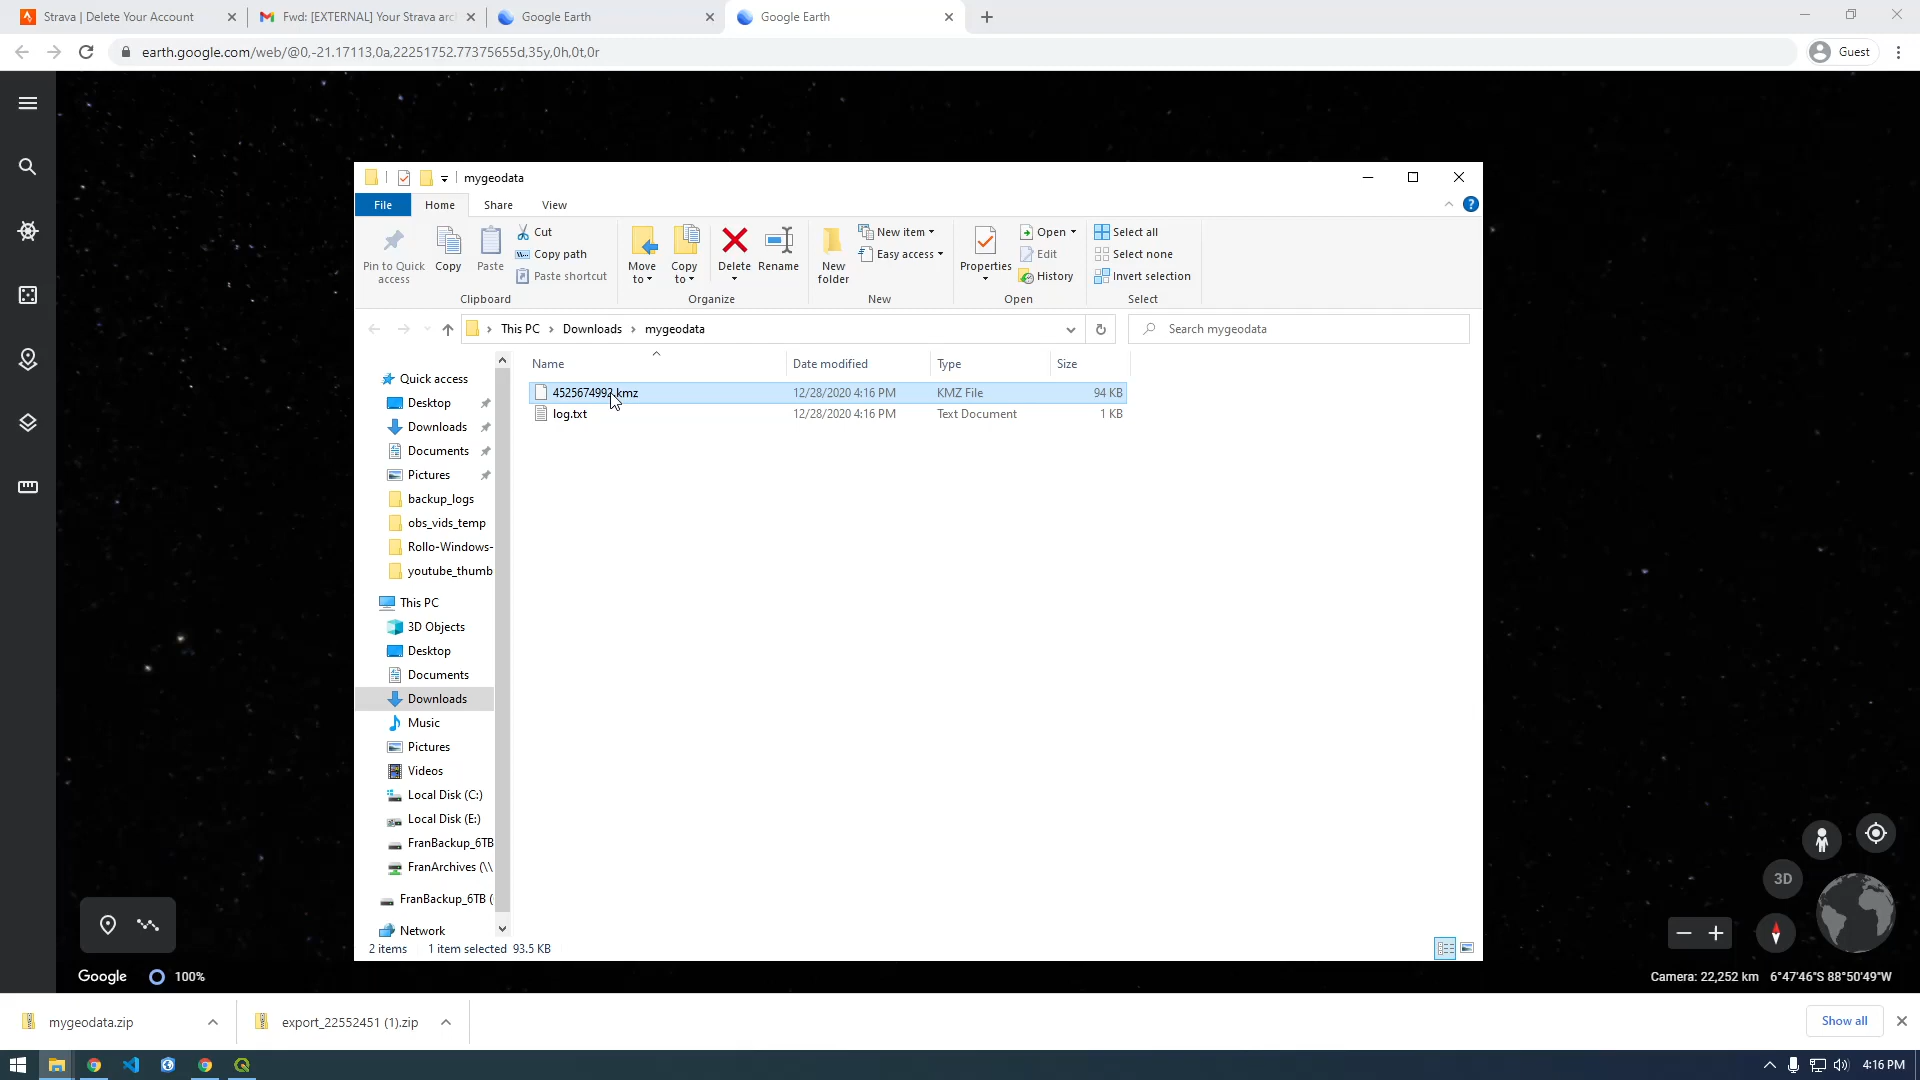 Strava | Delete Your Account
Fwd: [EXTERNAL] Your Strava arc
Google Earth
Google Earth
earth.google.com/web/@0,-21.17113,0a,22251752.77375655d,35y,0h,0t,0r
Guest
mygeodata
File
Home
Share
View
Pin to Quick access
Copy
Paste
Cut
Copy path
Paste shortcut
Clipboard
Move to
Copy to
Delete
Rename
Organize
New folder
New item
Easy access
New
Properties
Open
Edit
History
Open
Select all
Select none
Invert selection
Select
This PC > Downloads > mygeodata
Search mygeodata
Name
Date modified
Type
Size
4525674992.kmz 12/28/2020 4:16 PM KMZ File 94 KB
log.txt 12/28/2020 4:16 PM Text Document 1 KB
Quick access
Desktop
Downloads
Documents
Pictures
backup_logs
obs_vids_temp
Rollo-Windows-
youtube_thumb
This PC
3D Objects
Desktop
Documents
Downloads
Music
Pictures
Videos
Local Disk (C:)
Local Disk (E:)
FranBackup_6TB
FranArchives (\\
FranBackup_6TB (
Network
2 items 1 item selected 93.5 KB
3D
Google
100%
Camera: 22,252 km 6°47'46"S 88°50'49"W
mygeodata.zip
export_22552451 (1).zip
Show all
4:16 PM